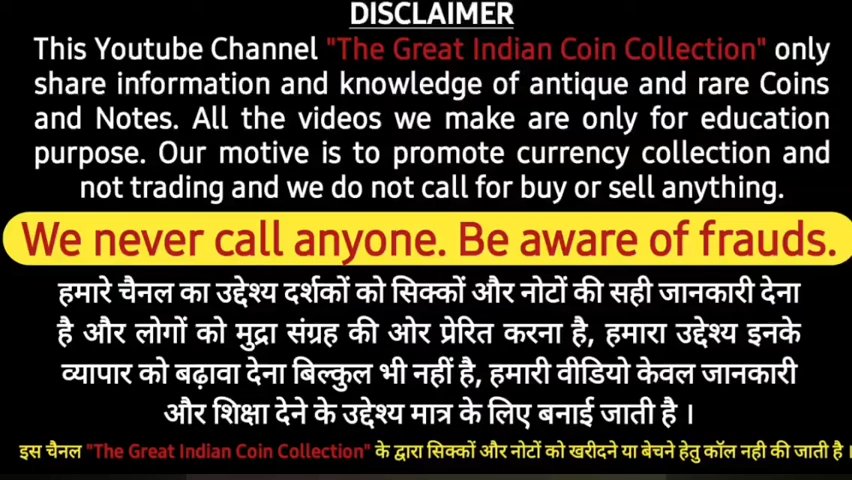 DISCLAIMER
This Youtube Channel "The Great Indian Coin Collection" only
share information and knowledge of antique and rare Coins
and Notes. All the videos we make are only for education
purpose. Our motive is to promote currency collection and
not trading and we do not call for buy or sell anything.
We never call anyone. Be aware of frauds.
हमारे चैनल का उद्देश्य दर्शकों को सिक्कों और नोटों की सही जानकारी देना
है और लोगों को मुद्रा संग्रह की ओर प्रेरित करना है, हमारा उद्देश्य इनके
व्यापार को बढ़ावा देना बिल्कुल भी नहीं है, हमारी वीडियो केवल जानकारी
और शिक्षा देने के उद्देश्य मात्र के लिए बनाई जाती है ।
इस चैनल "The Great Indian Coin Collection" के द्वारा सिक्कों और नोटों को खरीदने या बेचने हेतु कॉल नही की जाती है ।